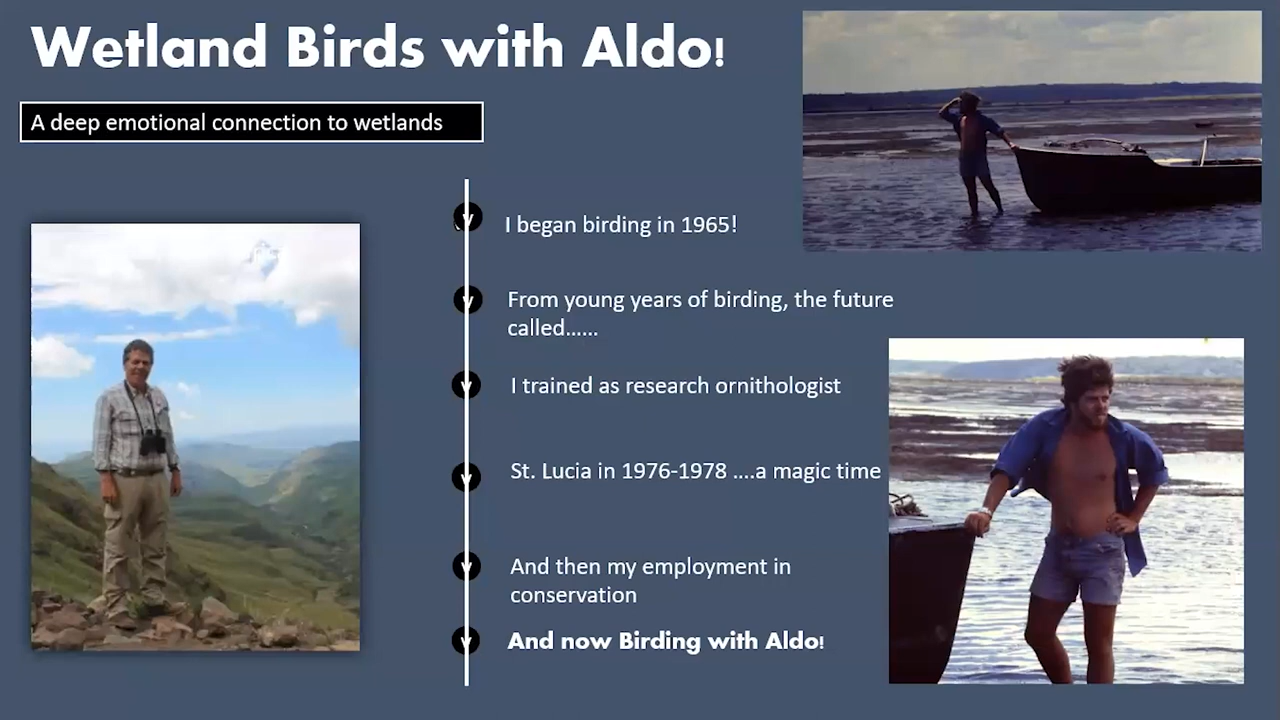 Wetland Birds with Aldo!
A deep emotional connection to wetlands
I began birding in 1965!
From young years of birding, the future
called......
I trained as research ornithologist
St. Lucia in 1976-1978 ....a magic time
And then my employment in
conservation
And now Birding with Aldo!